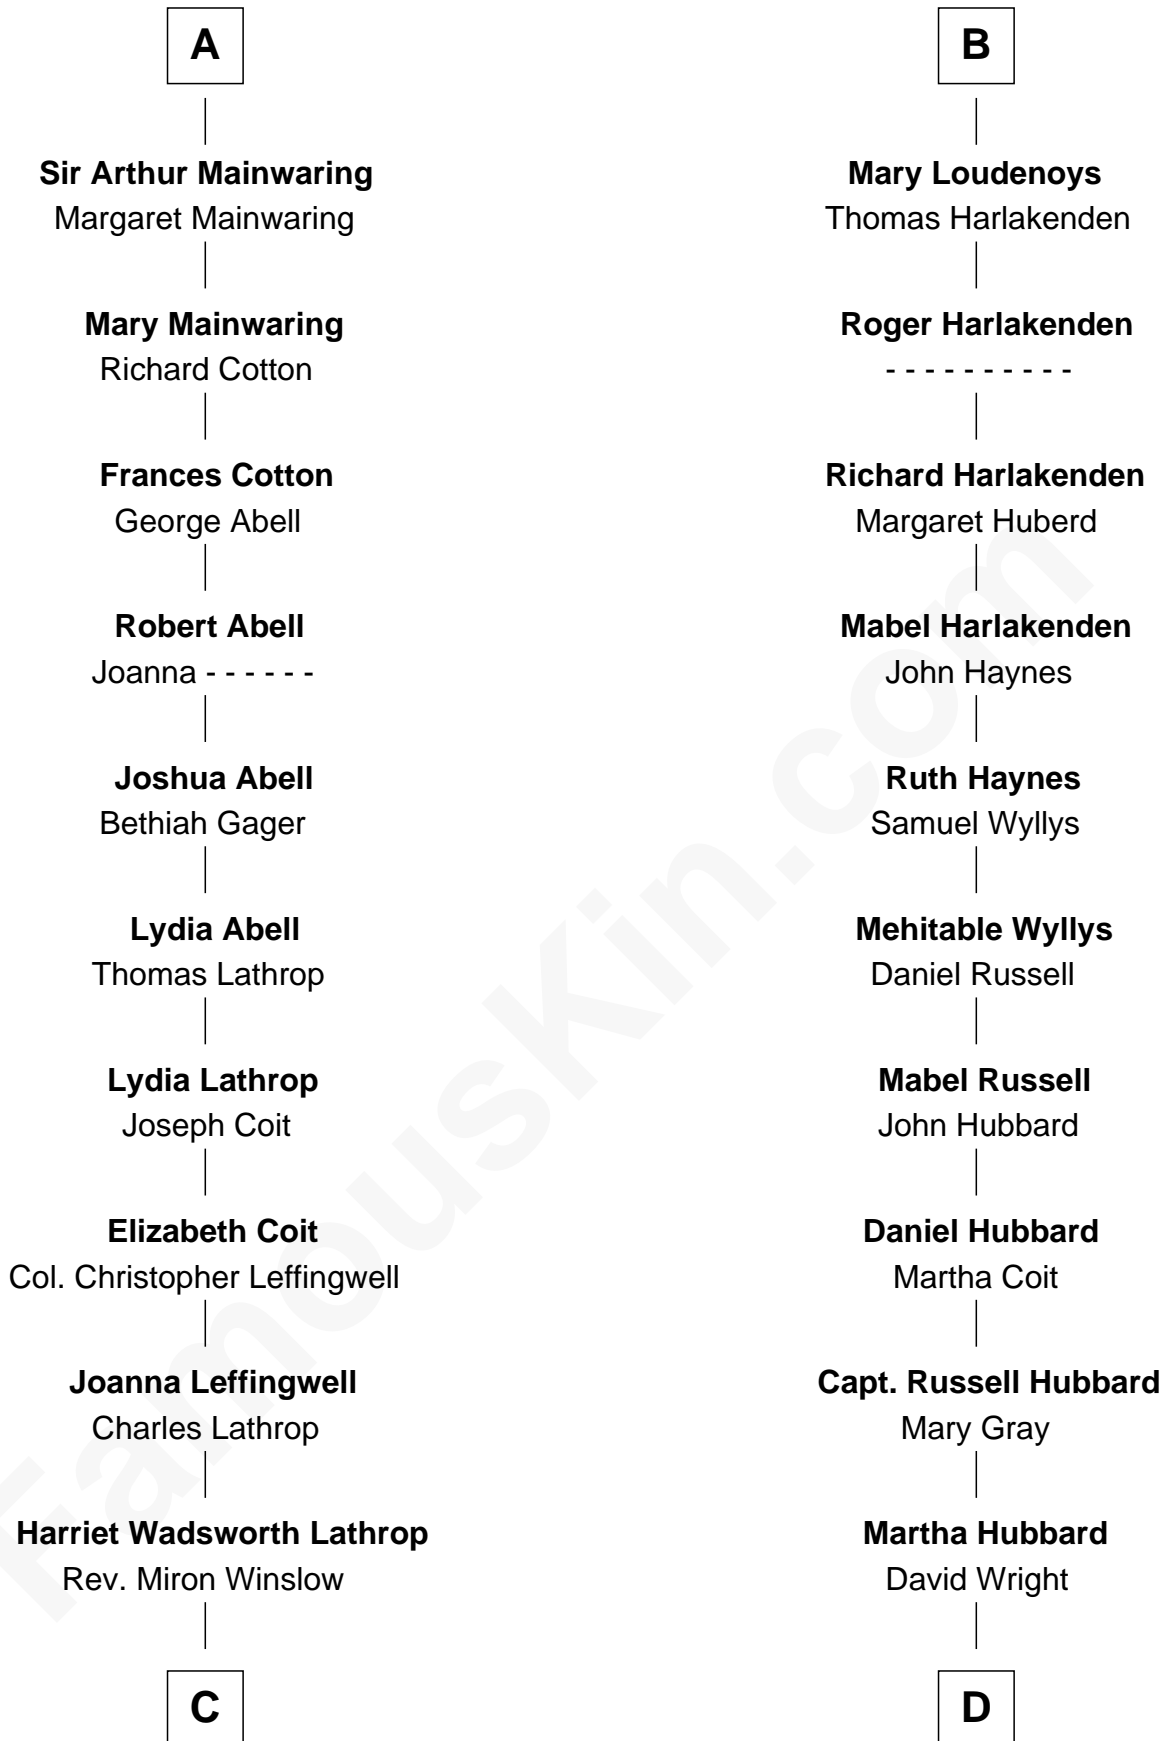 A
Sir Arthur Mainwaring
Margaret Mainwaring
Mary Mainwaring
Richard Cotton
Frances Cotton
George Abell
Robert Abell
Joanna - - - - - -
Joshua Abell
Bethiah Gager
Lydia Abell
Thomas Lathrop
Lydia Lathrop
Joseph Coit
Elizabeth Coit
Col. Christopher Leffingwell
Joanna Leffingwell
Charles Lathrop
Harriet Wadsworth Lathrop
Rev. Miron Winslow
C
B
Mary Loudenoys
Thomas Harlakenden
Roger Harlakenden
- - - - - - - - - -
Richard Harlakenden
Margaret Huberd
Mabel Harlakenden
John Haynes
Ruth Haynes
Samuel Wyllys
Mehitable Wyllys
Daniel Russell
Mabel Russell
John Hubbard
Daniel Hubbard
Martha Coit
Capt. Russell Hubbard
Mary Gray
Martha Hubbard
David Wright
D
FamousKin.com